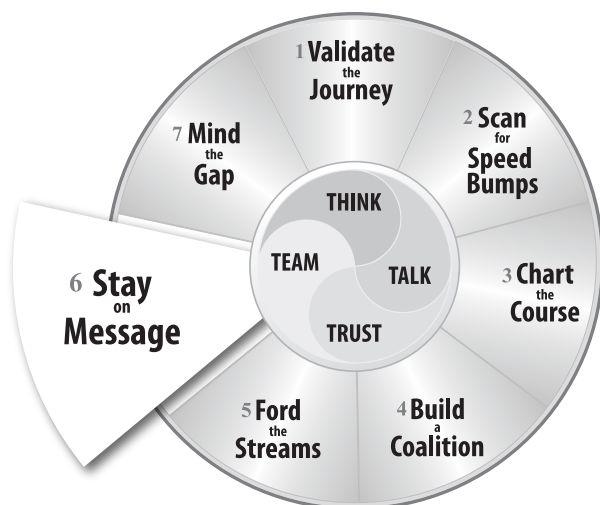 1 Validate
the
Journey
2 Scan
for
Speed
Bumps
3 Chart
the
Course
4 Build
a
Coalition
5 Ford
the
Streams
6 Stay
on
Message
7 Mind
the
Gap
THINK
TEAM
TALK
TRUST